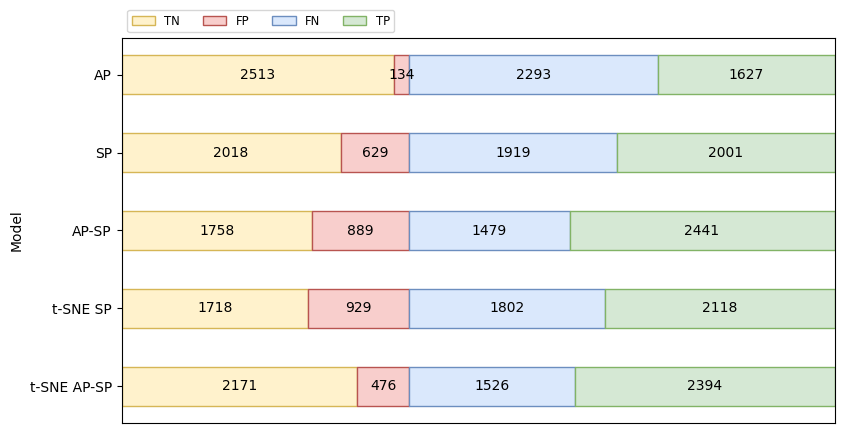 TN FP FN TP
AP 2513 134 2293 1627
SP 2018 629 1919 2001
AP-SP 1758 889 1479 2441
Model
t-SNE SP 1718 929 1802 2118
t-SNE AP-SP 2171 476 1526 2394